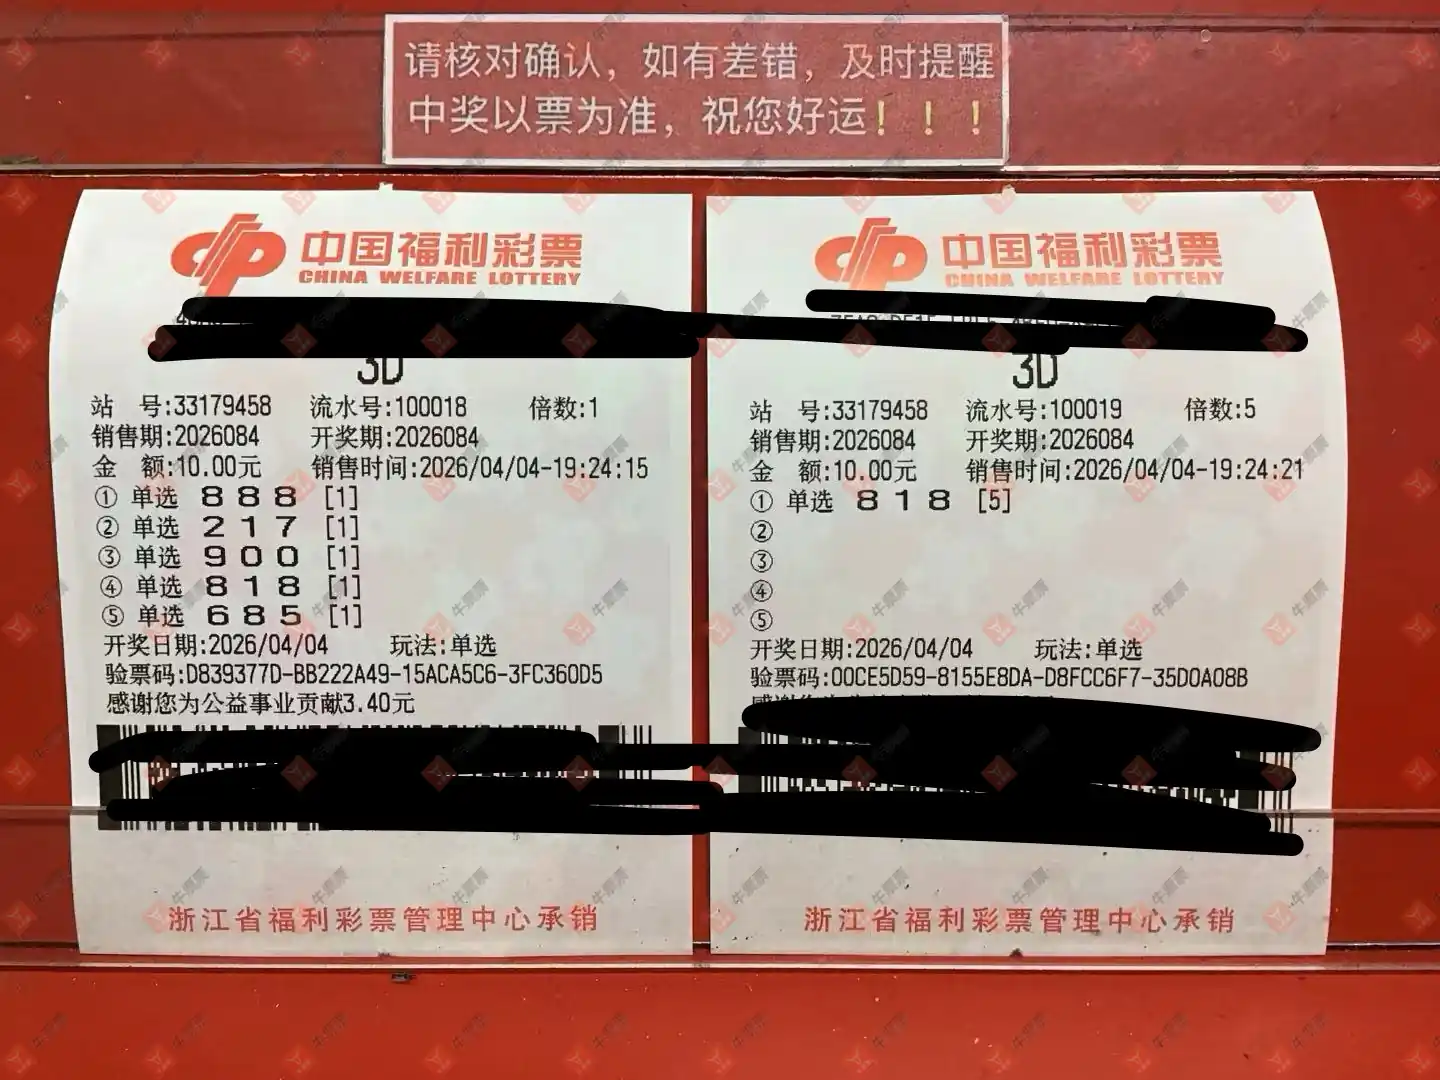 请核对确认，如有差错，及时提醒
中奖以票为准，祝您好运！！！
中国福利彩票
CHINA WELFARE LOTTERY
3D
站 号:33179458 流水号:100018 倍数:1
销售期:2026084 开奖期:2026084
金 额:10.00元 销售时间:2026/04/04-19:24:15
① 单选 888 [1]
② 单选 217 [1]
③ 单选 900 [1]
④ 单选 818 [1]
⑤ 单选 685 [1]
开奖日期:2026/04/04 玩法:单选
验票码:D839377D-BB222A49-15ACA5C6-3FC360D5
感谢您为公益事业贡献3.40元
浙江省福利彩票管理中心承销
中国福利彩票
CHINA WELFARE LOTTERY
3D
站 号:33179458 流水号:100019 倍数:5
销售期:2026084 开奖期:2026084
金 额:10.00元 销售时间:2026/04/04-19:24:21
① 单选 818 [5]
②
③
④
⑤
开奖日期:2026/04/04 玩法:单选
验票码:00CE5D59-8155E8DA-D8FCC6F7-35D0A08B
浙江省福利彩票管理中心承销